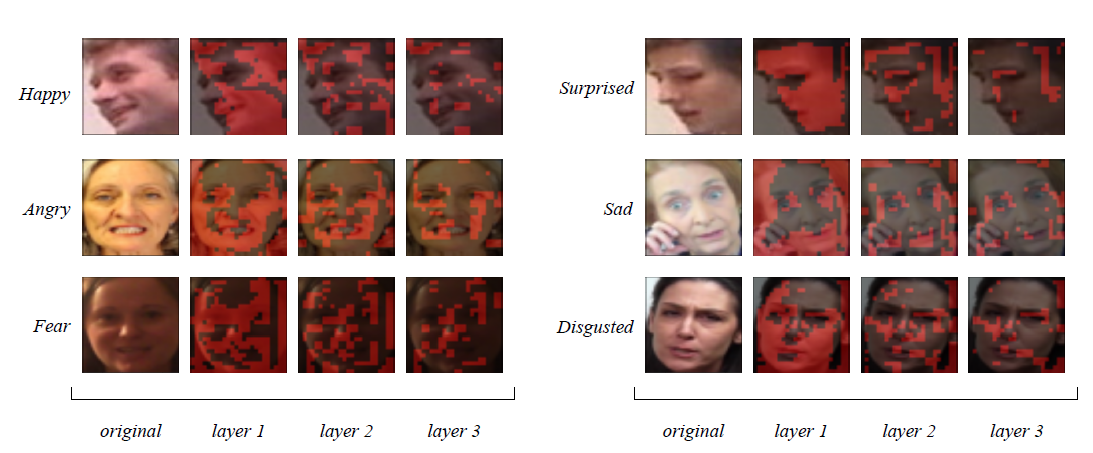 Happy
Surprised
Angry
Sad
Fear
Disgusted
original layer 1 layer 2 layer 3 original layer 1 layer 2 layer 3